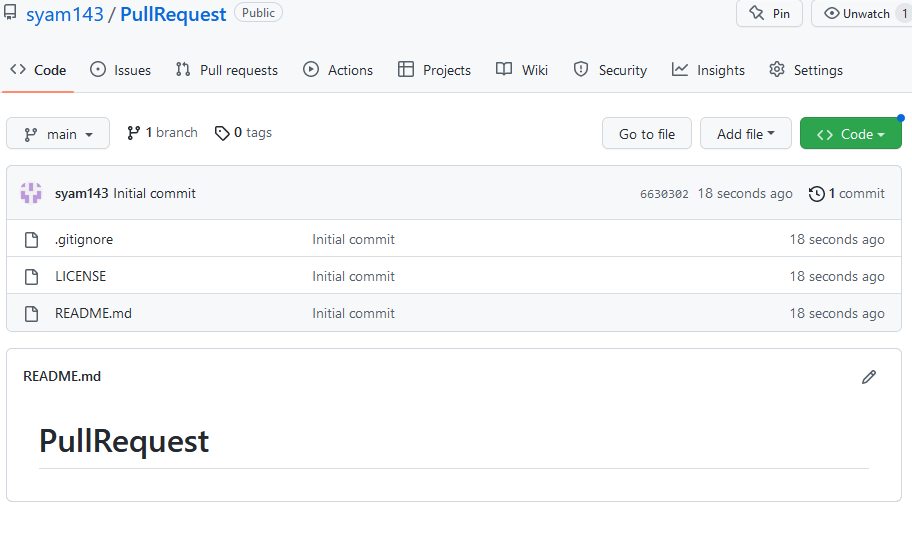 syam143 / PullRequest Public Pin Unwatch 1
Code Issues Pull requests Actions Projects Wiki Security Insights Settings
main 1 branch 0 tags Go to file Add file Code
syam143 Initial commit 6630302 18 seconds ago 1 commit
.gitignore Initial commit 18 seconds ago
LICENSE Initial commit 18 seconds ago
README.md Initial commit 18 seconds ago
README.md
PullRequest